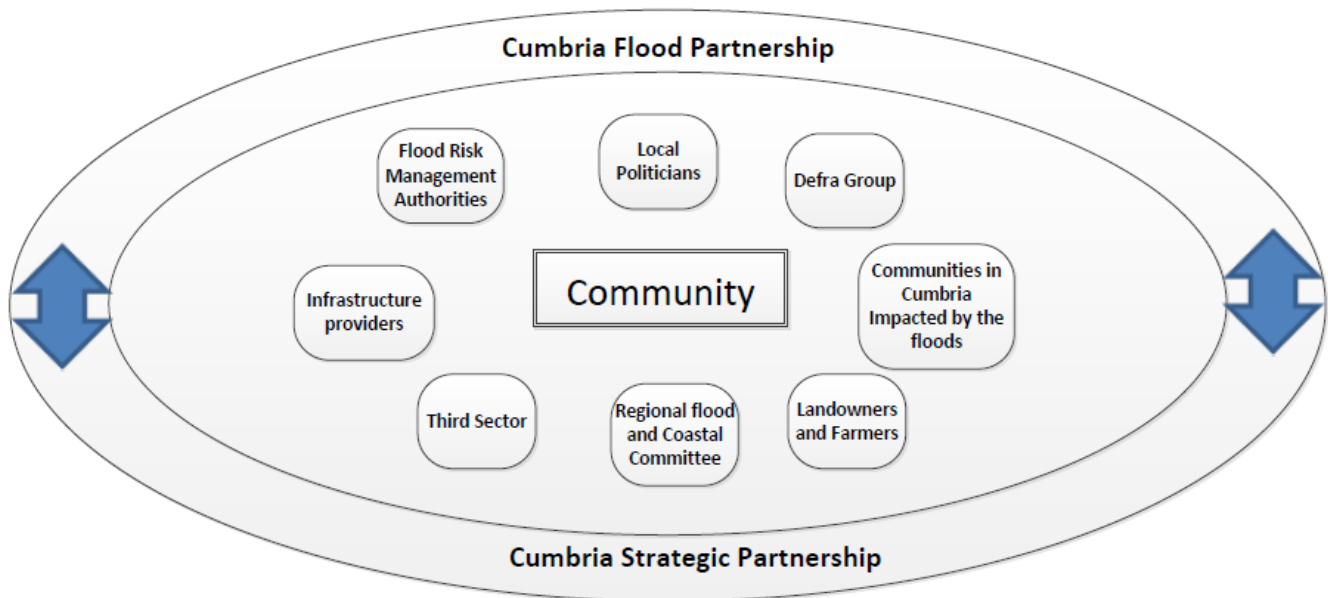 Cumbria Flood Partnership
Flood Risk
Management
Authorities
Local
Politicians
Defra Group
Infrastructure
providers
Community
Communities in
Cumbria
Impacted by the
floods
Third Sector
Regional flood
and Coastal
Committee
Landowners
and Farmers
Cumbria Strategic Partnership